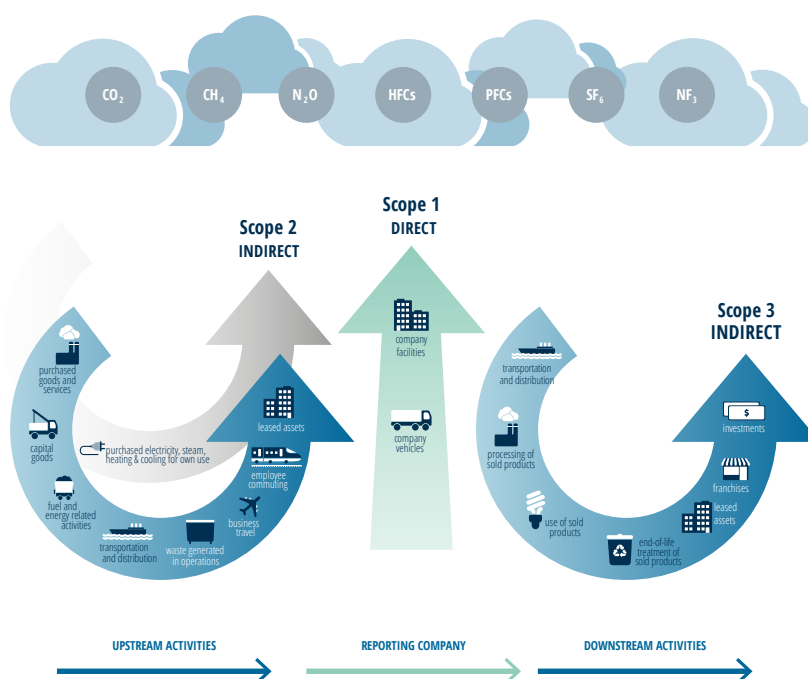 CO₂
CH₄
N₂O
HFCs
PFCs
SF₆
NF₃
Scope 1
DIRECT
Scope 2
INDIRECT
Scope 3
INDIRECT
purchased
goods and
services
capital
goods
fuel and
energy related
activities
purchased electricity, steam,
heating & cooling for own use
transportation
and distribution
waste generated
in operations
business
travel
employee
commuting
leased assets
company
facilities
company
vehicles
transportation
and distribution
processing of
sold products
use of sold
products
end-of-life
treatment of
sold products
leased
assets
franchises
$
investments
UPSTREAM ACTIVITIES
REPORTING COMPANY
DOWNSTREAM ACTIVITIES